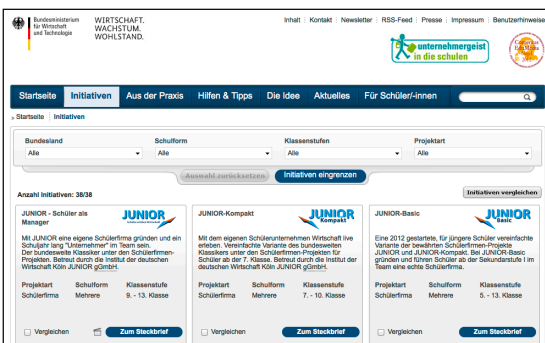 Bundesministerium
für Wirtschaft
und Technologie
WIRTSCHAFT.
WACHSTUM.
WOHLSTAND.
Inhalt | Kontakt | Newsletter | RSS-Feed | Presse | Impressum | Benutzerhinweise
unternehmergeist
in die schulen
Comenius
EduMedia
Startseite Initiativen Aus der Praxis Hilfen & Tipps Die Idee Aktuelles Für Schüler/-innen
» Startseite | Initiativen
Bundesland Schulform Klassenstufen Projektart
Alle Alle Alle Alle
Auswahl zurücksetzen Initiativen eingrenzen
Anzahl Initiativen: 38/38
Initiativen vergleichen
JUNIOR - Schüler als
Manager
JUNIOR
Mit JUNIOR eine eigene Schülerfirma gründen und ein
Schuljahr lang "Unternehmer" im Team sein.
Der bundesweite Klassiker unter den Schülerfirmen-
Projekten. Betreut durch die Institut der deutschen
Wirtschaft Köln JUNIOR gGmbH.
Projektart Schulform Klassenstufe
Schülerfirma Mehrere 9. - 13. Klasse
Vergleichen Zum Steckbrief
JUNIOR-Kompakt
JUNIOR
Kompakt
Mit dem eigenen Schülerunternehmen Wirtschaft live
erleben. Vereinfachte Variante des bundesweiten
Klassikers unter den Schülerfirmen-Projekten für
Schüler ab der 7. Klasse. Betreut durch die Institut der
deutschen Wirtschaft Köln JUNIOR gGmbH.
Projektart Schulform Klassenstufe
Schülerfirma Mehrere 7. - 10. Klasse
Vergleichen Zum Steckbrief
JUNIOR-Basic
JUNIOR
Basic
Eine 2012 gestartete, für jüngere Schüler vereinfachte
Variante der bewährten Schülerfirmen-Projekte
JUNIOR und JUNIOR-Kompakt. Bei JUNIOR-Basic
gründen und führen Schüler ab der Sekundarstufe I im
Team eine echte Schülerfirma.
Projektart Schulform Klassenstufe
Schülerfirma Mehrere 5. - 13. Klasse
Vergleichen Zum Steckbrief